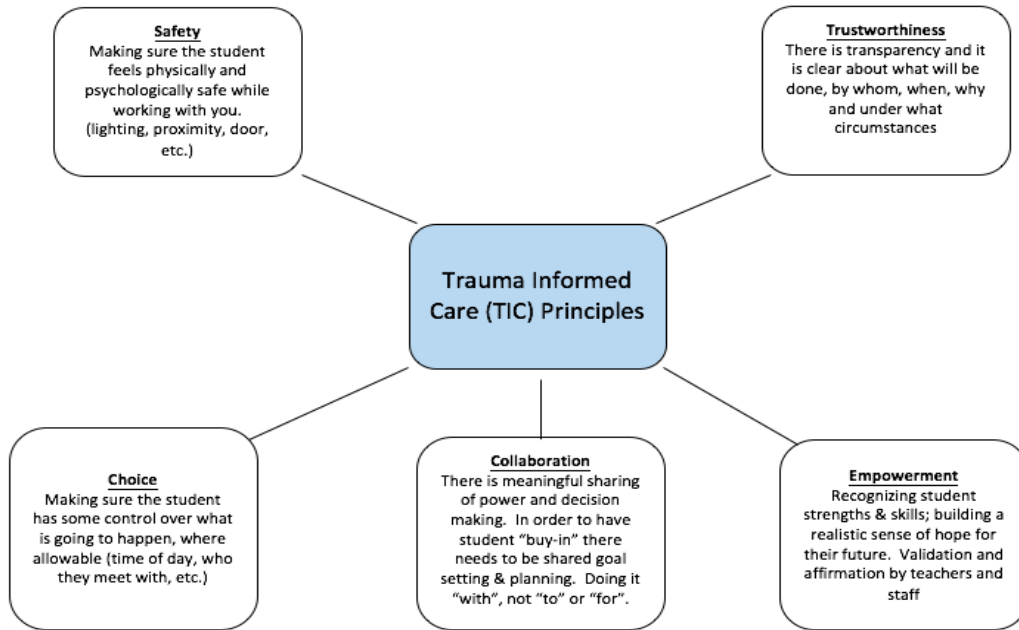 Safety
Making sure the student
feels physically and
psychologically safe while
working with you.
(lighting, proximity, door,
etc.)
Trustworthiness
There is transparency and it
is clear about what will be
done, by whom, when, why
and under what
circumstances
Trauma Informed
Care (TIC) Principles
Choice
Making sure the student
has some control over what
is going to happen, where
allowable (time of day, who
they meet with, etc.)
Collaboration
There is meaningful sharing
of power and decision
making.  In order to have
student “buy-in” there
needs to be shared goal
setting & planning.  Doing it
“with”, not “to” or “for”.
Empowerment
Recognizing student
strengths & skills; building a
realistic sense of hope for
their future.  Validation and
affirmation by teachers and
staff